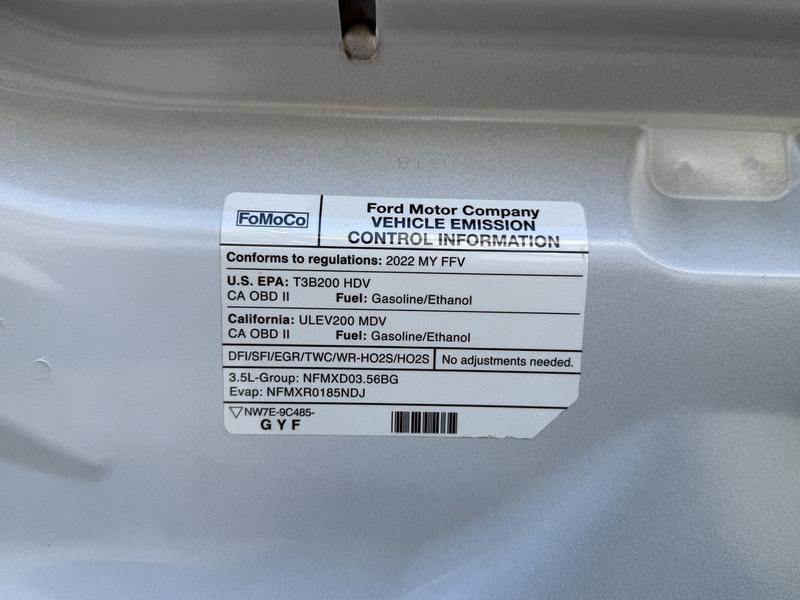 FoMoCo
Ford Motor Company
VEHICLE EMISSION
CONTROL INFORMATION
Conforms to regulations: 2022 MY FFV
U.S. EPA: T3B200 HDV
CA OBD II Fuel: Gasoline/Ethanol
California: ULEV200 MDV
CA OBD II Fuel: Gasoline/Ethanol
DFI/SFI/EGR/TWC/WR-HO2S/HO2S No adjustments needed.
3.5L-Group: NFMXD03.56BG
Evap: NFMXR0185NDJ
NW7E-9C485-
G Y F